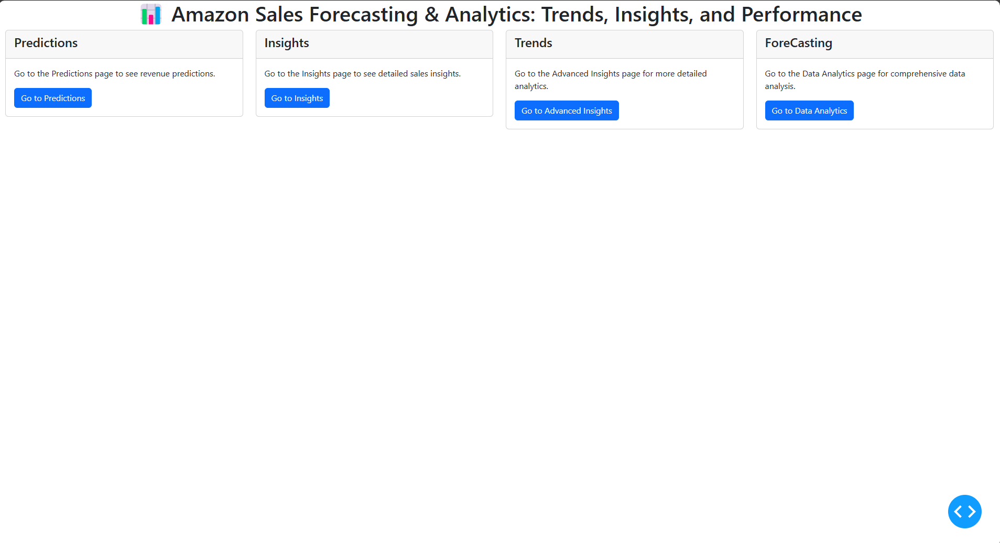 Amazon Sales Forecasting & Analytics: Trends, Insights, and Performance
Predictions
Go to the Predictions page to see revenue predictions.
Go to Predictions
Insights
Go to the Insights page to see detailed sales insights.
Go to Insights
Trends
Go to the Advanced Insights page for more detailed
analytics.
Go to Advanced Insights
ForeCasting
Go to the Data Analytics page for comprehensive data
analysis.
Go to Data Analytics